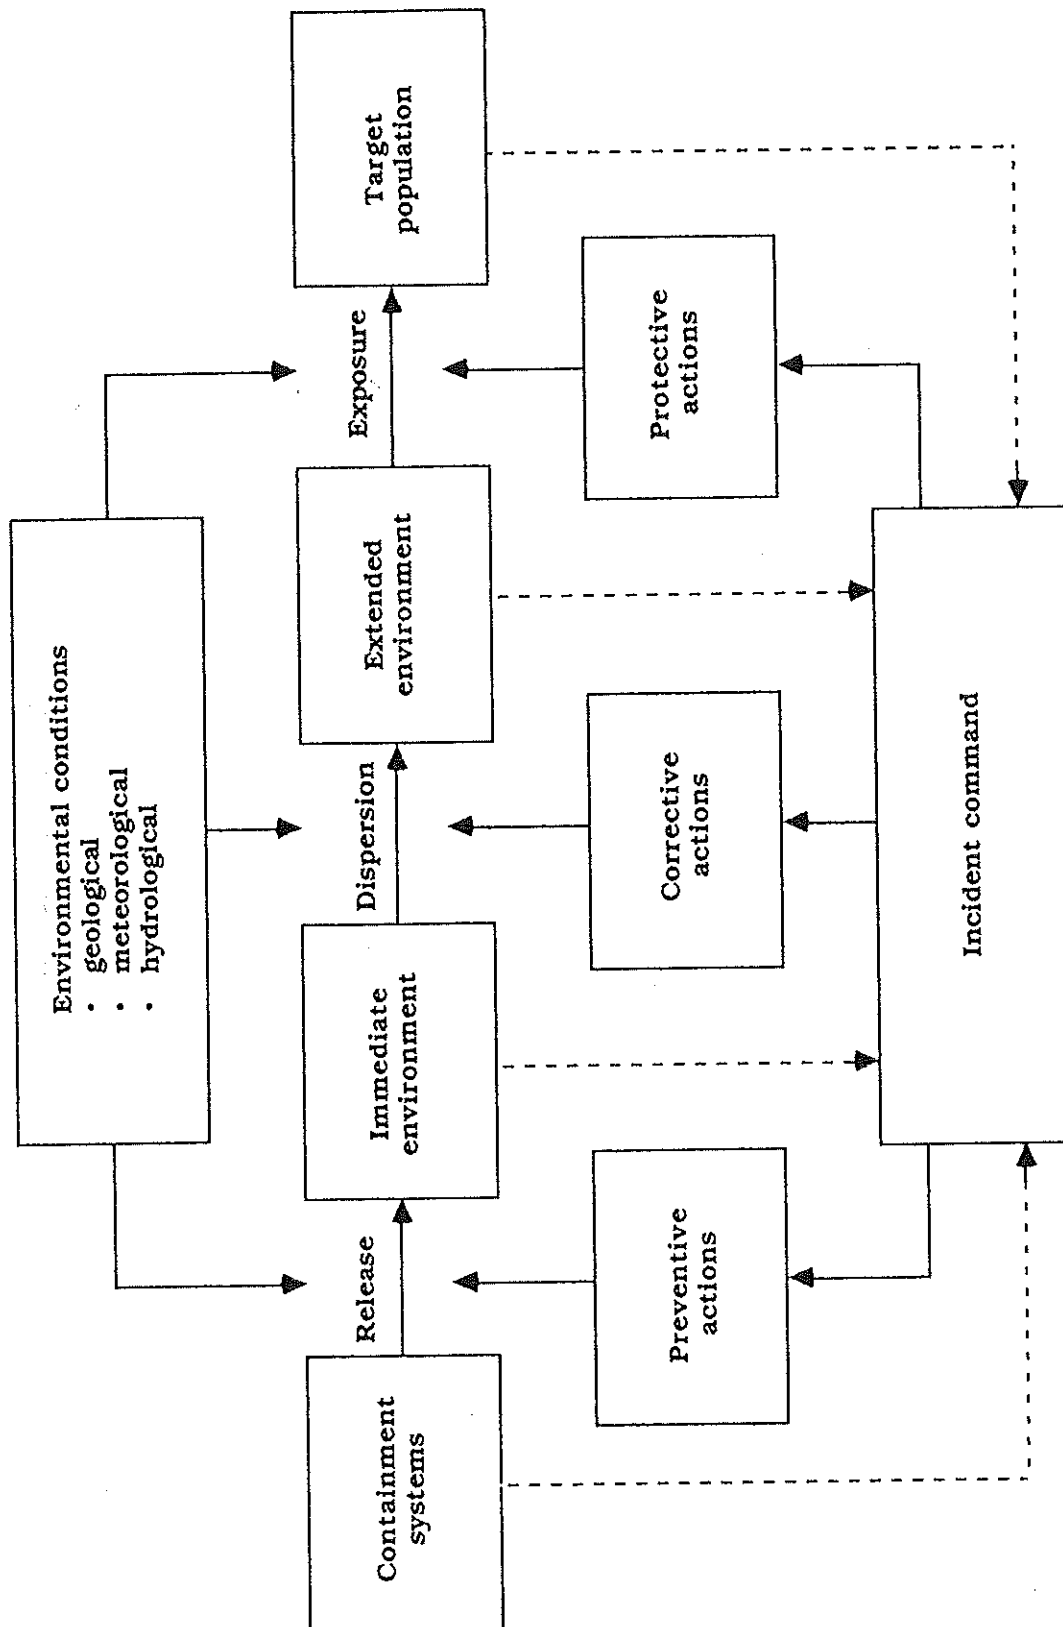 Environmental conditions
• geological
• meteorological
• hydrological
Containment
systems
Release
Immediate
environment
Dispersion
Extended
environment
Exposure
Target
population
Preventive
actions
Corrective
actions
Protective
actions
Incident command